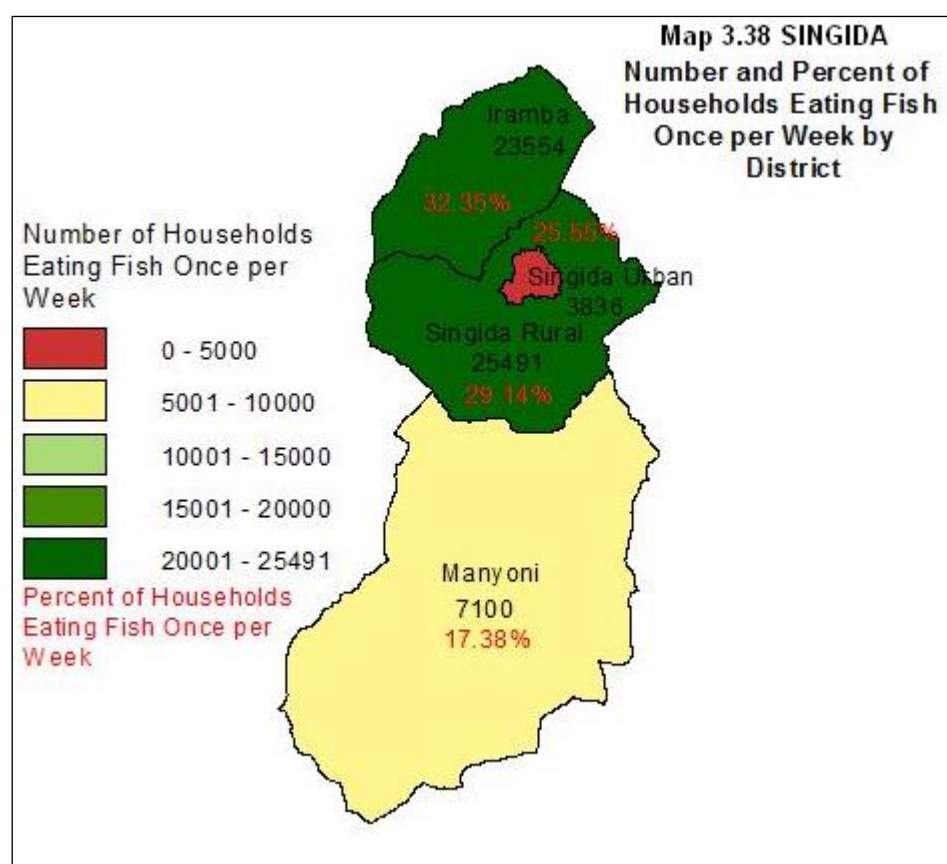 Map 3.38 SINGIDA
Number and Percent of
Households Eating Fish
Once per Week by
District
Iramba
23554
32.35%
25.55%
Singida Urban
3836
Singida Rural
25491
29.14%
Manyoni
7100
17.38%
Number of Households
Eating Fish Once per
Week
0 - 5000
5001 - 10000
10001 - 15000
15001 - 20000
20001 - 25491
Percent of Households
Eating Fish Once per
Week